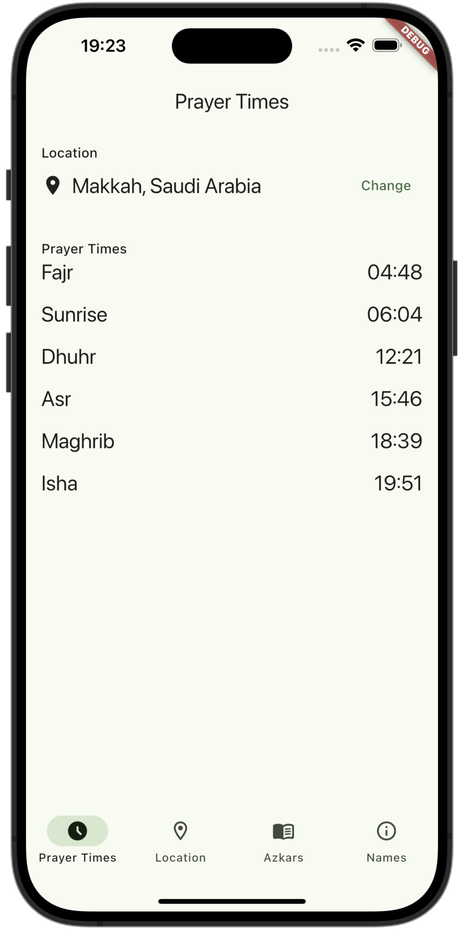 19:23
DEBUG
Prayer Times
Location
Makkah, Saudi Arabia Change
Prayer Times
Fajr 04:48
Sunrise 06:04
Dhuhr 12:21
Asr 15:46
Maghrib 18:39
Isha 19:51
Prayer Times Location Azkars Names